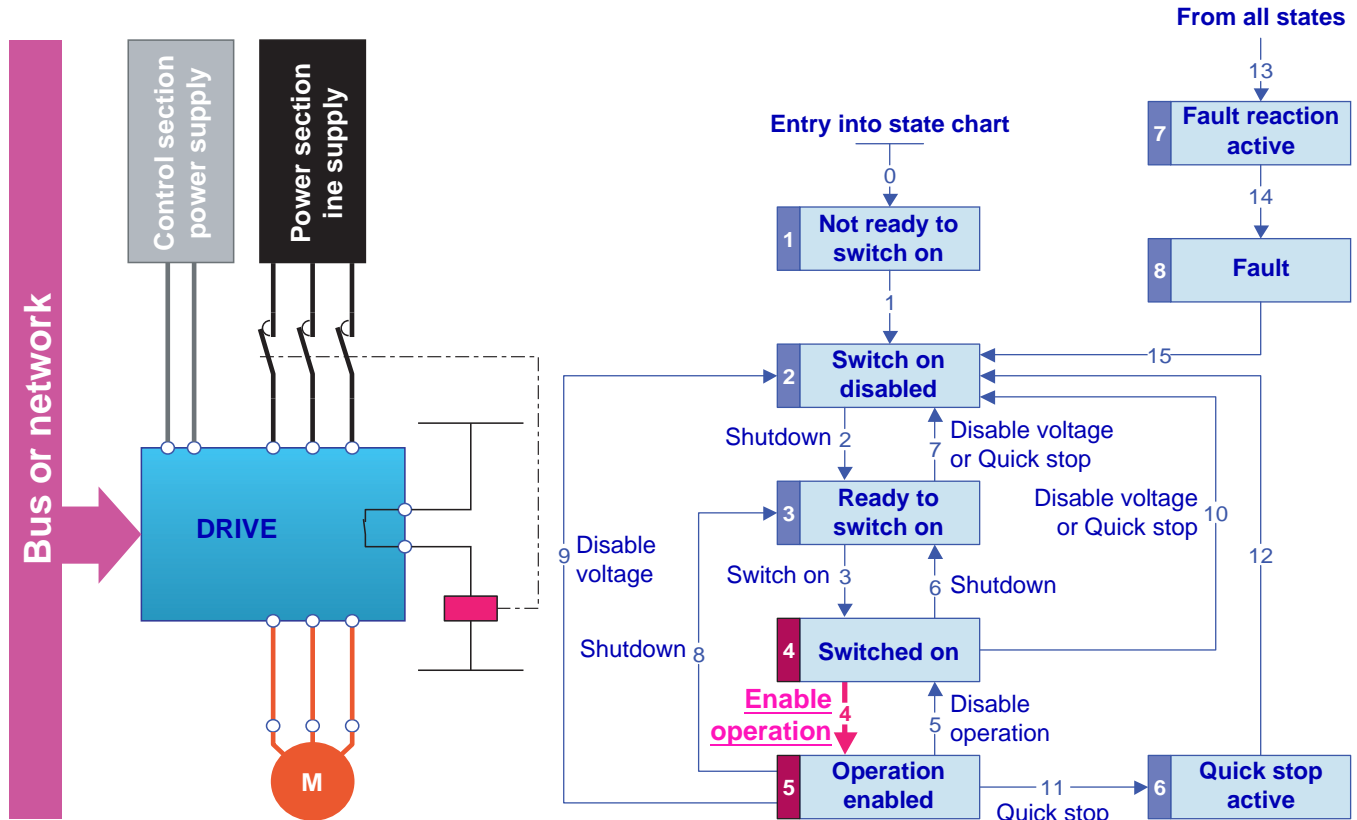 Bus or network
Control section
power supply
Power section
ine supply
DRIVE
M
From all states
13
7
Fault reaction
active
14
8
Fault
15
Entry into state chart
0
1
Not ready to
switch on
1
2
Switch on
disabled
Shutdown 2
7 Disable voltage
or Quick stop
3
Ready to
switch on
Disable voltage
or Quick stop
10
12
9 Disable
voltage
Switch on 3
6 Shutdown
Shutdown 8
4
Switched on
Enable
operation
4
5
Disable
operation
5
Operation
enabled
11
Quick stop
6
Quick stop
active